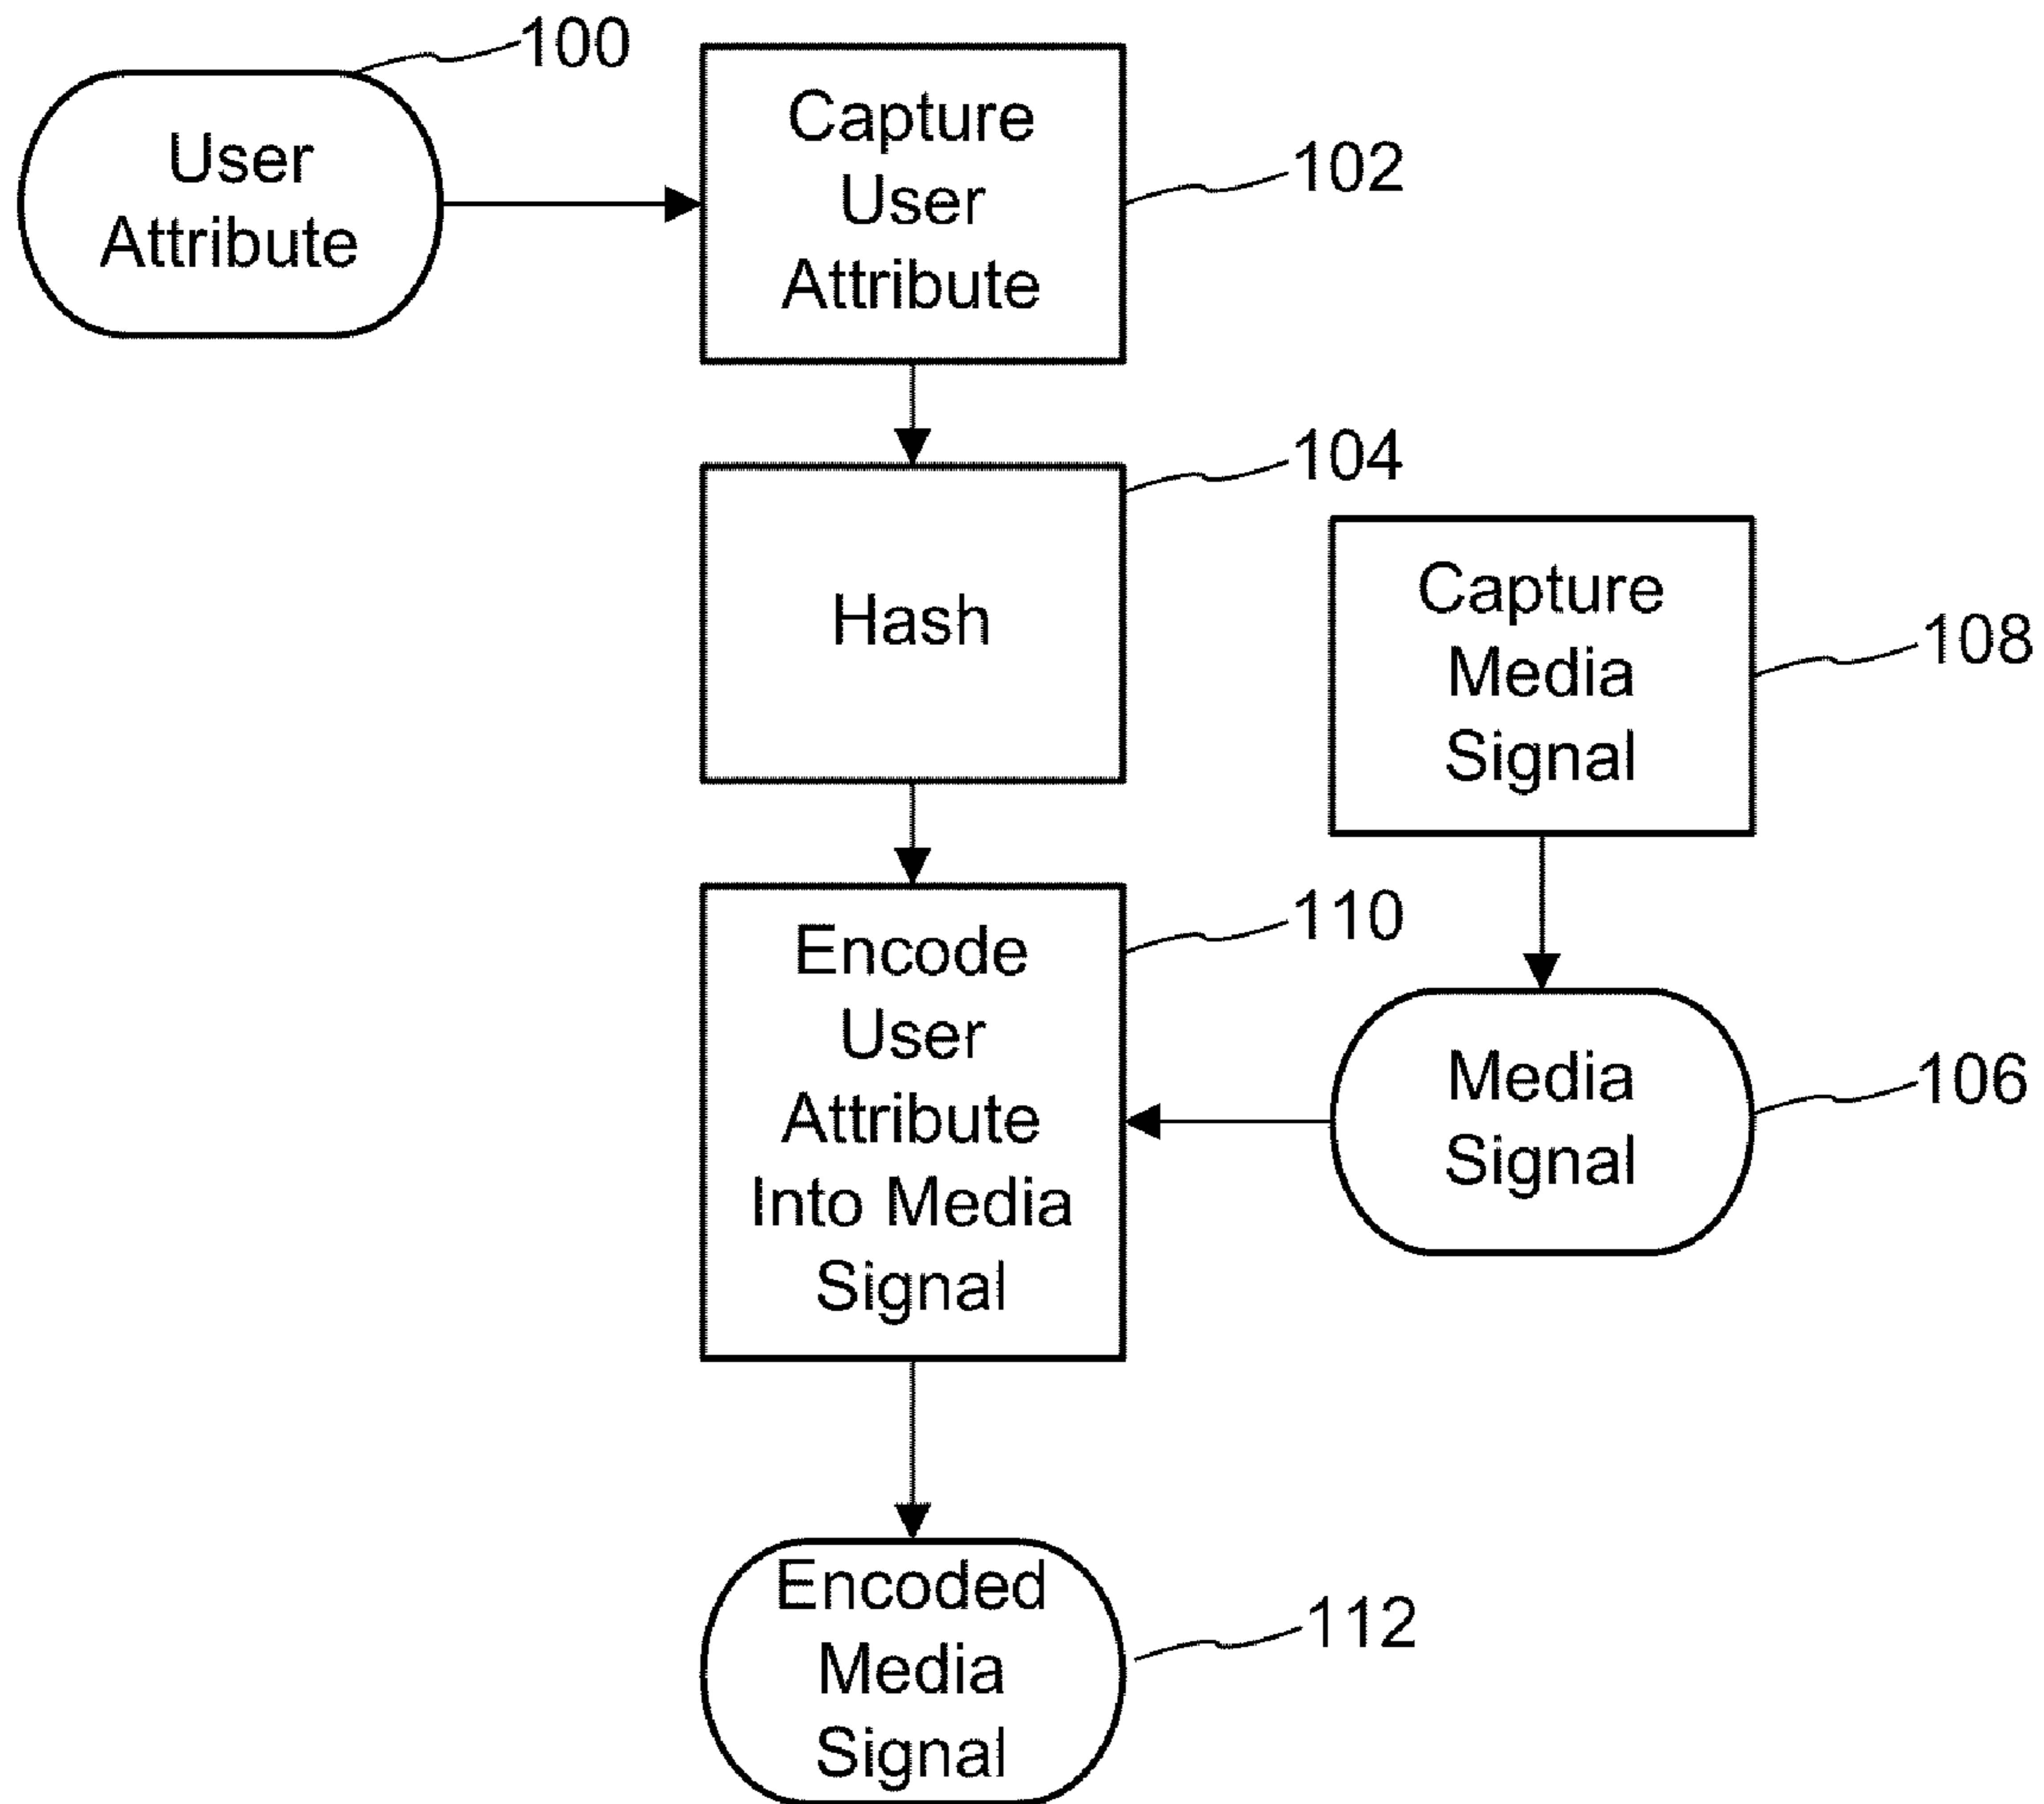 100
User
Attribute
Capture
User
Attribute
102
Hash
104
Capture
Media
Signal
108
Encode
User
Attribute
Into Media
Signal
110
Media
Signal
106
Encoded
Media
Signal
112